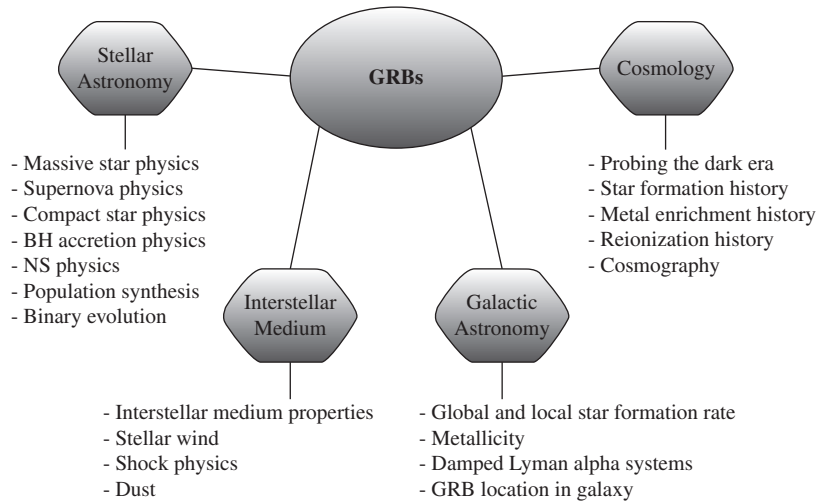 GRBs
Stellar
Astronomy
- Massive star physics
- Supernova physics
- Compact star physics
- BH accretion physics
- NS physics
- Population synthesis
- Binary evolution
Interstellar
Medium
- Interstellar medium properties
- Stellar wind
- Shock physics
- Dust
Galactic
Astronomy
- Global and local star formation rate
- Metallicity
- Damped Lyman alpha systems
- GRB location in galaxy
Cosmology
- Probing the dark era
- Star formation history
- Metal enrichment history
- Reionization history
- Cosmography